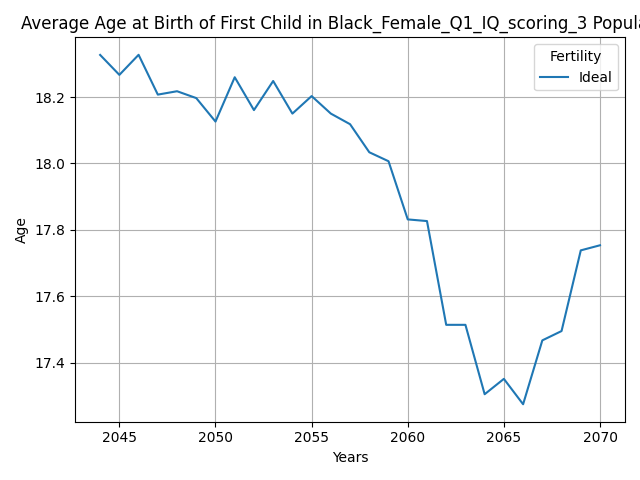 Average Age at Birth of First Child in Black_Female_Q1_IQ_scoring_3 Popula
Fertility
Ideal
18.2
18.0
17.8
17.6
17.4
Age
2045 2050 2055 2060 2065 2070
Years